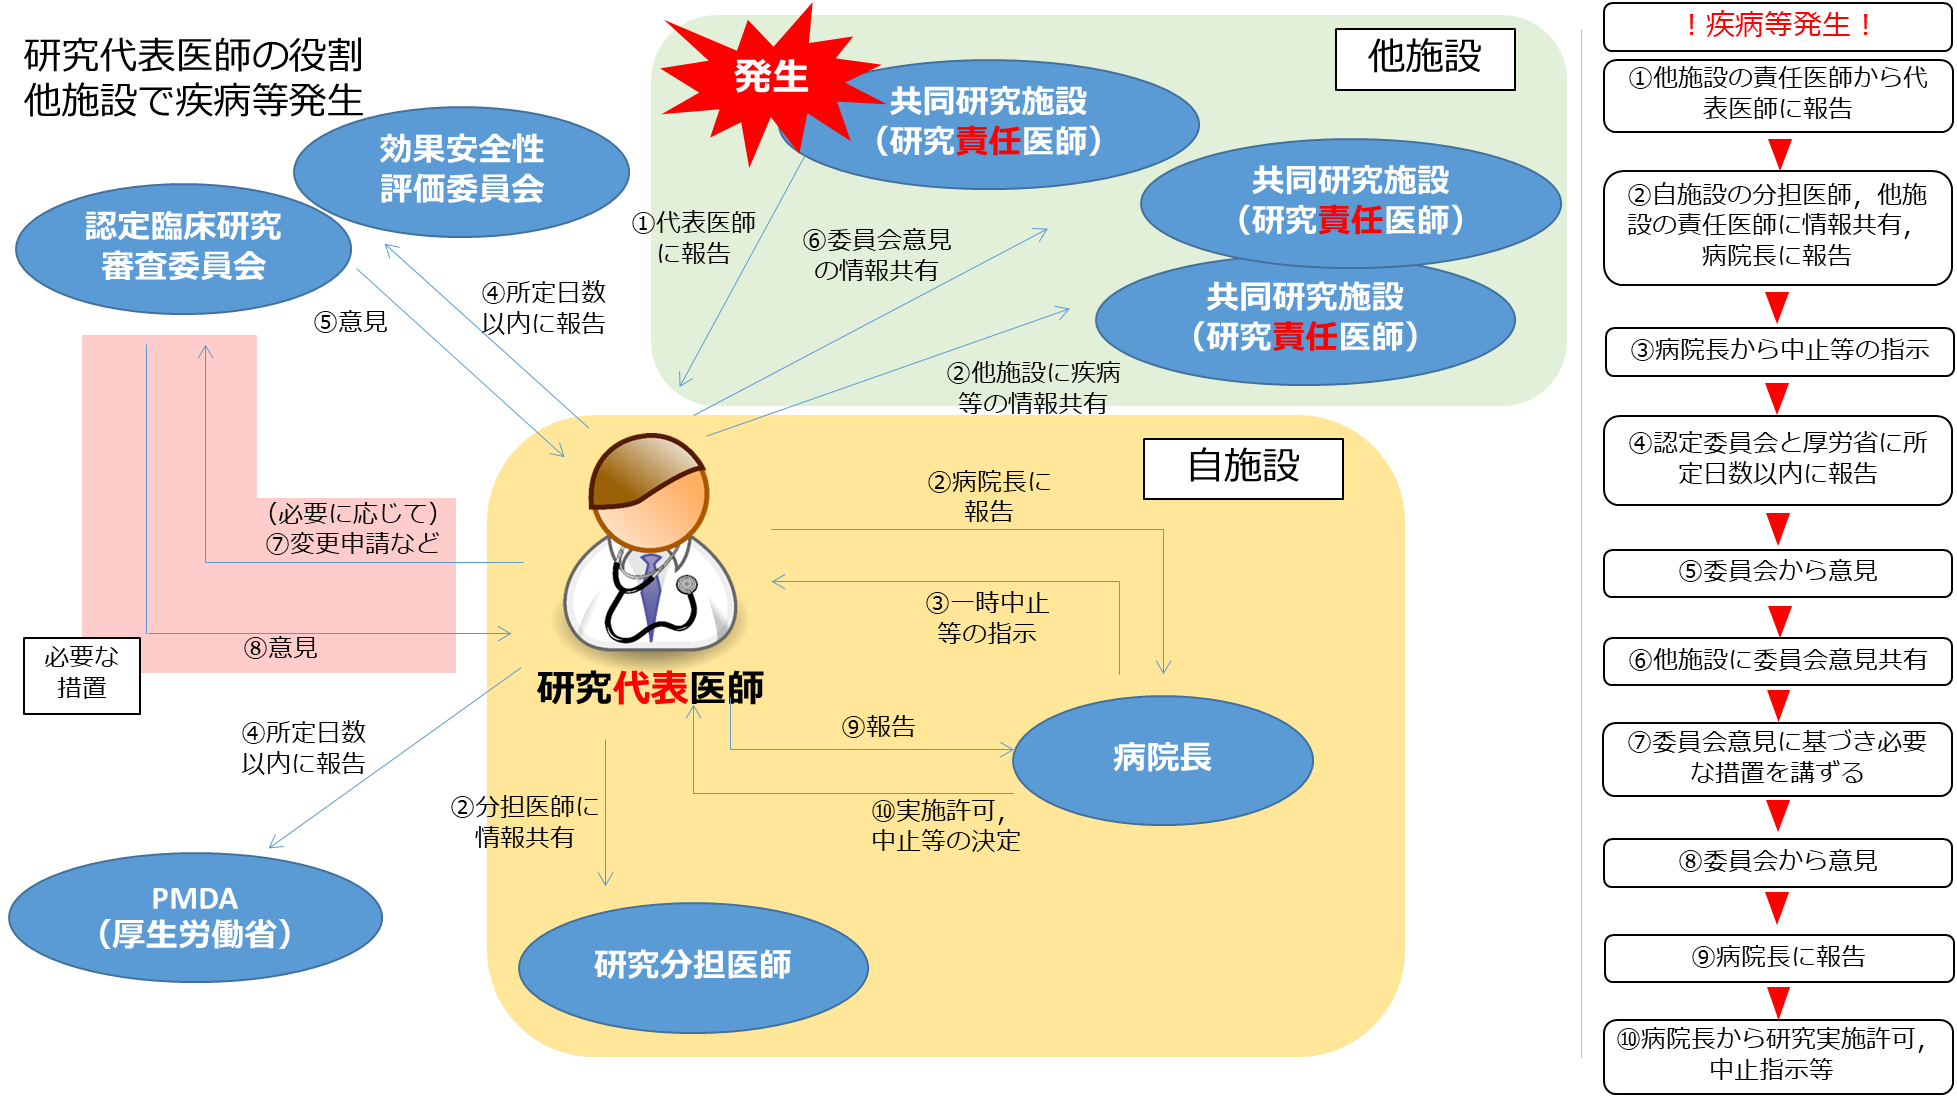 研究代表医師の役割
他施設で疾病等発生
発生
他施設
共同研究施設
（研究責任医師）
共同研究施設
（研究責任医師）
共同研究施設
（研究責任医師）
効果安全性
評価委員会
認定臨床研究
審査委員会
①代表医師
に報告
⑥委員会意見
の情報共有
④所定日数
以内に報告
⑤意見
②他施設に疾病
等の情報共有
自施設
②病院長に
報告
（必要に応じて）
⑦変更申請など
③一時中止
等の指示
⑧意見
必要な
措置
研究代表医師
④所定日数
以内に報告
⑨報告
病院長
②分担医師に
情報共有
⑩実施許可，
中止等の決定
PMDA
（厚生労働省）
研究分担医師
！疾病等発生！
①他施設の責任医師から代
表医師に報告
②自施設の分担医師，他施
設の責任医師に情報共有，
病院長に報告
③病院長から中止等の指示
④認定委員会と厚労省に所
定日数以内に報告
⑤委員会から意見
⑥他施設に委員会意見共有
⑦委員会意見に基づき必要
な措置を講ずる
⑧委員会から意見
⑨病院長に報告
⑩病院長から研究実施許可，
中止指示等